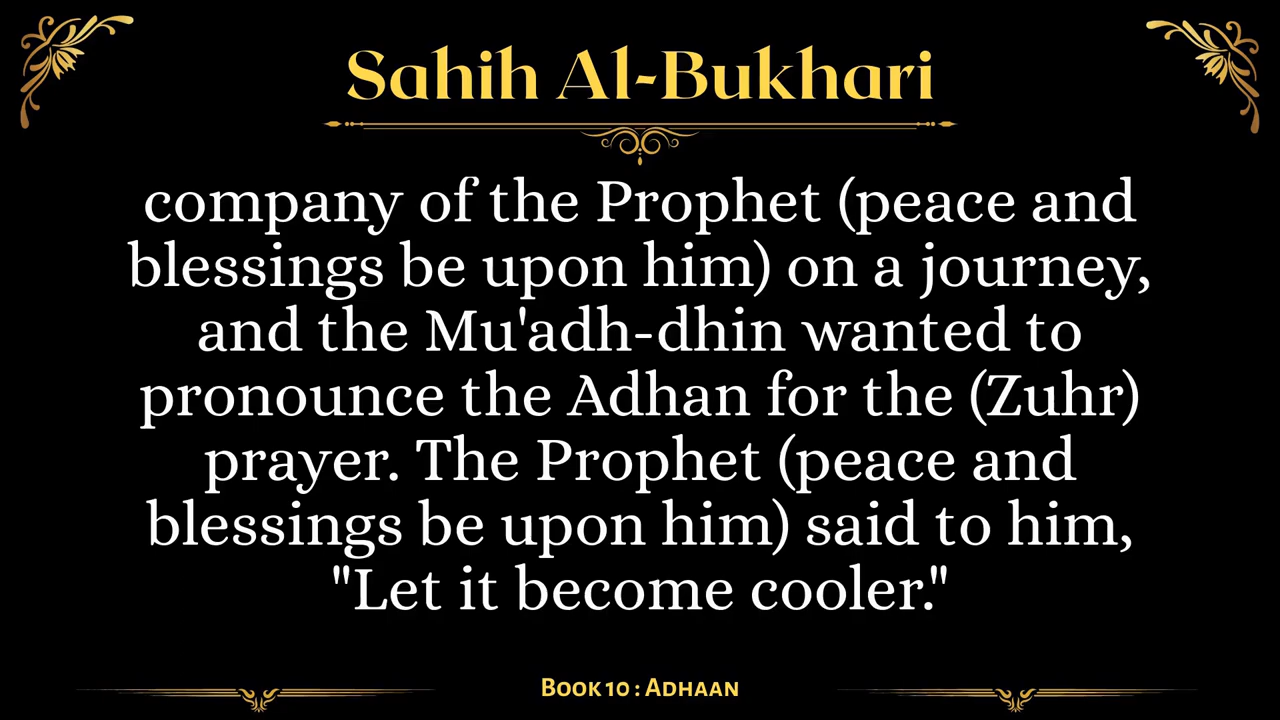 Sahih Al-Bukhari
company of the Prophet (peace and
blessings be upon him) on a journey,
and the Mu'adh-dhin wanted to
pronounce the Adhan for the (Zuhr)
prayer. The Prophet (peace and
blessings be upon him) said to him,
"Let it become cooler."
Book 10 : Adhaan